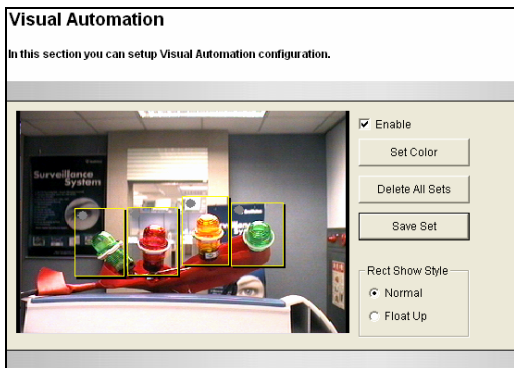 Visual Automation
In this section you can setup Visual Automation configuration.
Surveillance
System
Enable
Set Color
Delete All Sets
Save Set
Rect Show Style
Normal
Float Up